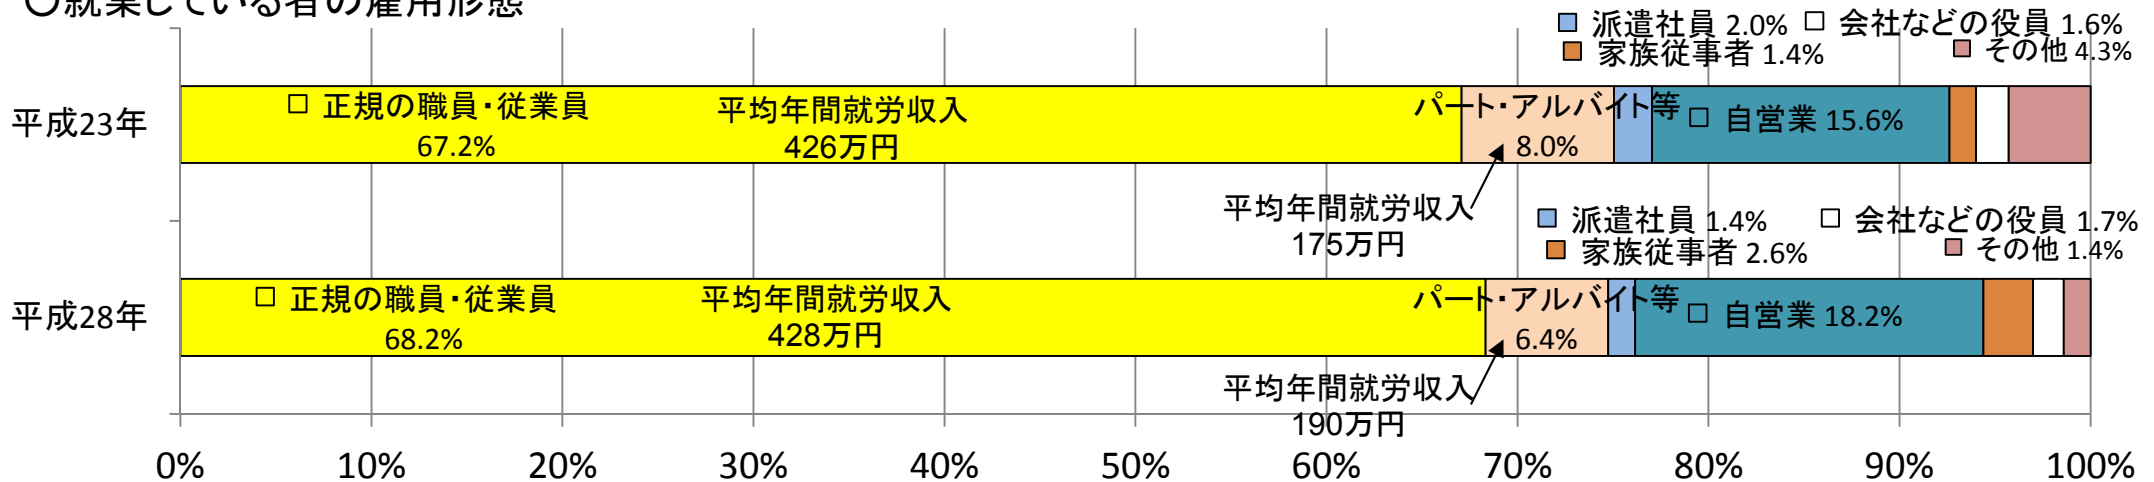 〇就業している者の雇用形態
派遣社員 2.0% 会社などの役員 1.6%
家族従事者 1.4% その他 4.3%
平成23年
正規の職員・従業員
67.2%
平均年間就労収入
426万円
パート・アルバイト等
8.0%
自営業 15.6%
平均年間就労収入
175万円
派遣社員 1.4% 会社などの役員 1.7%
家族従事者 2.6% その他 1.4%
平成28年
正規の職員・従業員
68.2%
平均年間就労収入
428万円
パート・アルバイト等
6.4%
自営業 18.2%
平均年間就労収入
190万円
0% 10% 20% 30% 40% 50% 60% 70% 80% 90% 100%